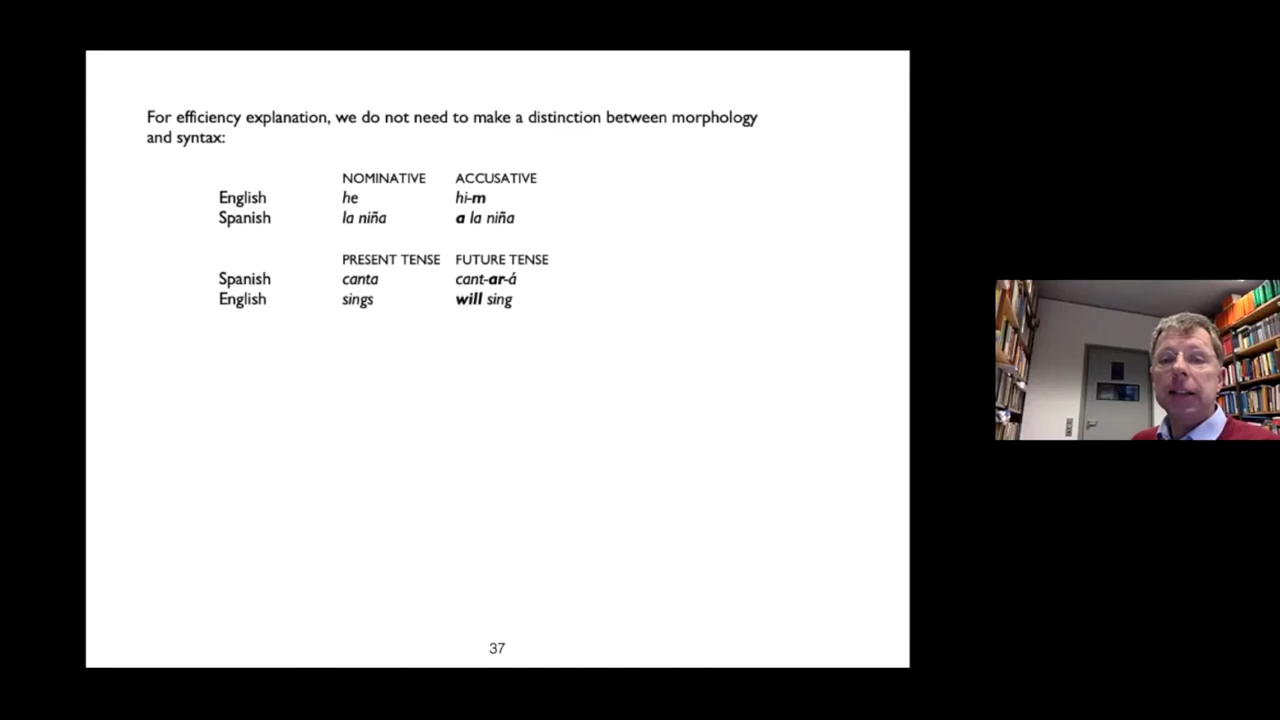 For efficiency explanation, we do not need to make a distinction between morphology
and syntax:
NOMINATIVE ACCUSATIVE
English he hi-m
Spanish la niña a la niña
PRESENT TENSE FUTURE TENSE
Spanish canta cant-ar-á
English sings will sing
37